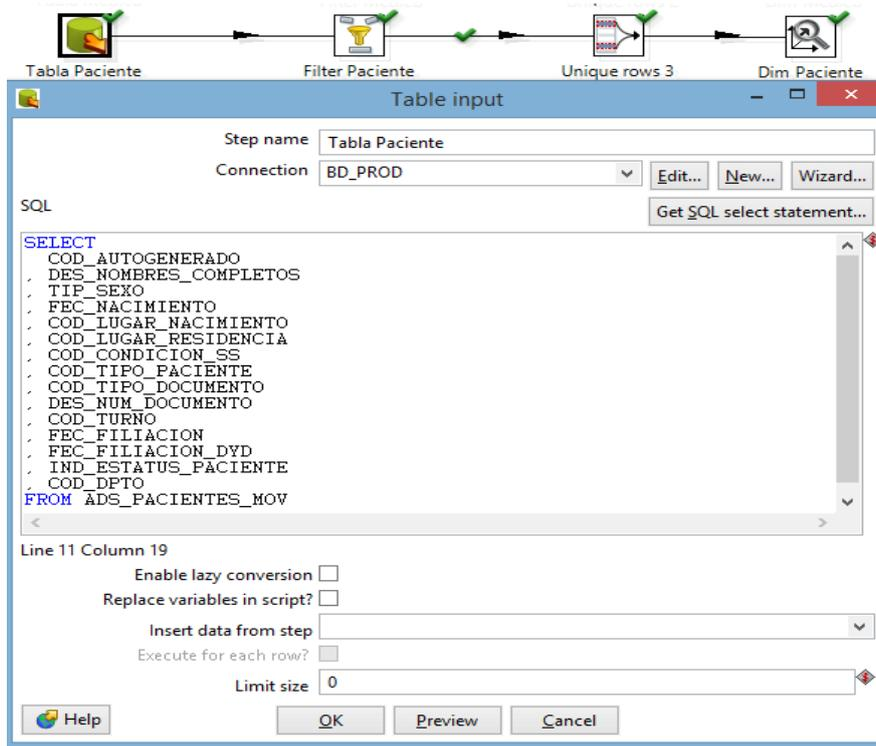 Tabla Paciente
Filter Paciente
Unique rows 3
Dim Paciente
Table input
Step name Tabla Paciente
Connection BD_PROD Edit... New... Wizard...
SQL Get SQL select statement...
SELECT
COD_AUTOGENERADO
, DES_NOMBRES_COMPLETOS
, TIP_SEXO
, FEC_NACIMIENTO
, COD_LUGAR_NACIMIENTO
, COD_LUGAR_RESIDENCIA
, COD_CONDICION_SS
, COD_TIPO_PACIENTE
, COD_TIPO_DOCUMENTO
, DES_NUM_DOCUMENTO
, COD_TURNO
, FEC_FILIACION
, FEC_FILIACION_DYD
, IND_ESTATUS_PACIENTE
, COD_DPTO
FROM ADS_PACIENTES_MOV
Line 11 Column 19
Enable lazy conversion
Replace variables in script?
Insert data from step
Execute for each row?
Limit size 0
Help OK Preview Cancel